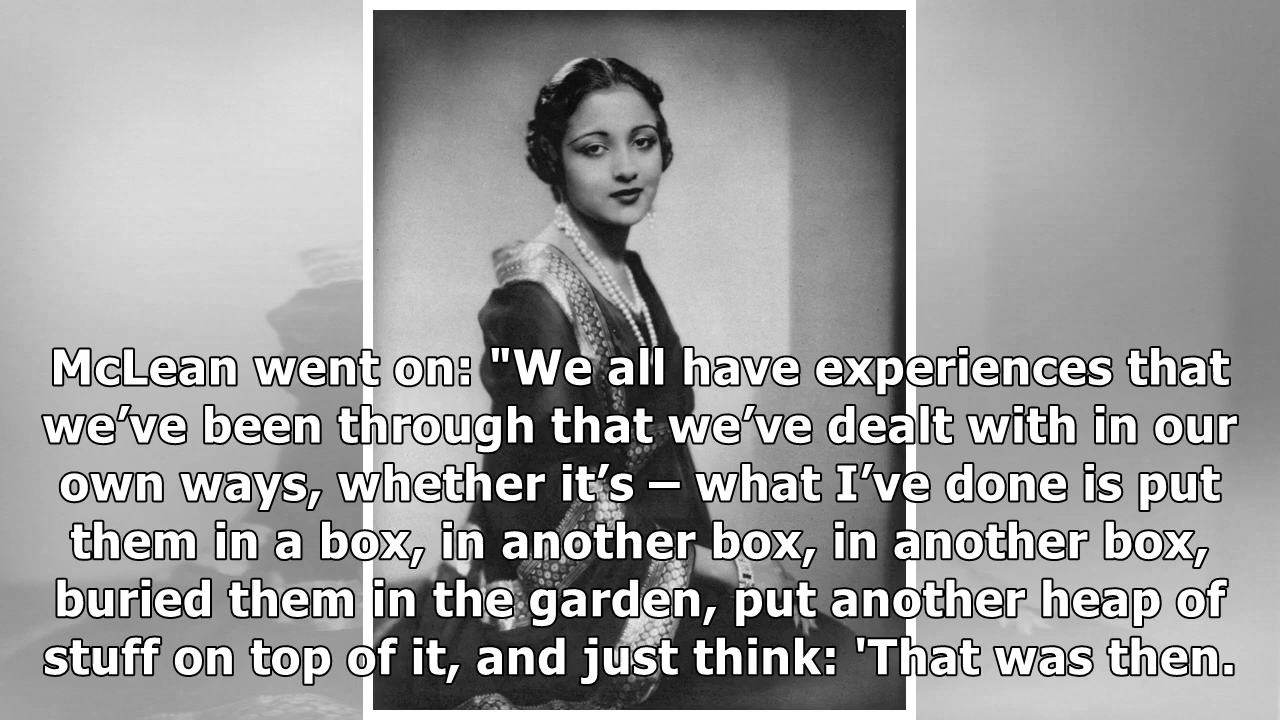 McLean went on: "We all have experiences that
we’ve been through that we’ve dealt with in our
own ways, whether it’s – what I’ve done is put
them in a box, in another box, in another box,
buried them in the garden, put another heap of
stuff on top of it, and just think: 'That was then.